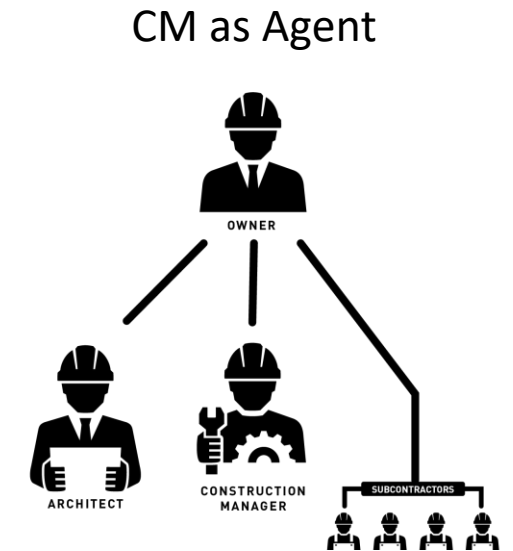 CM as Agent
OWNER
ARCHITECT
CONSTRUCTION
MANAGER
SUBCONTRACTORS